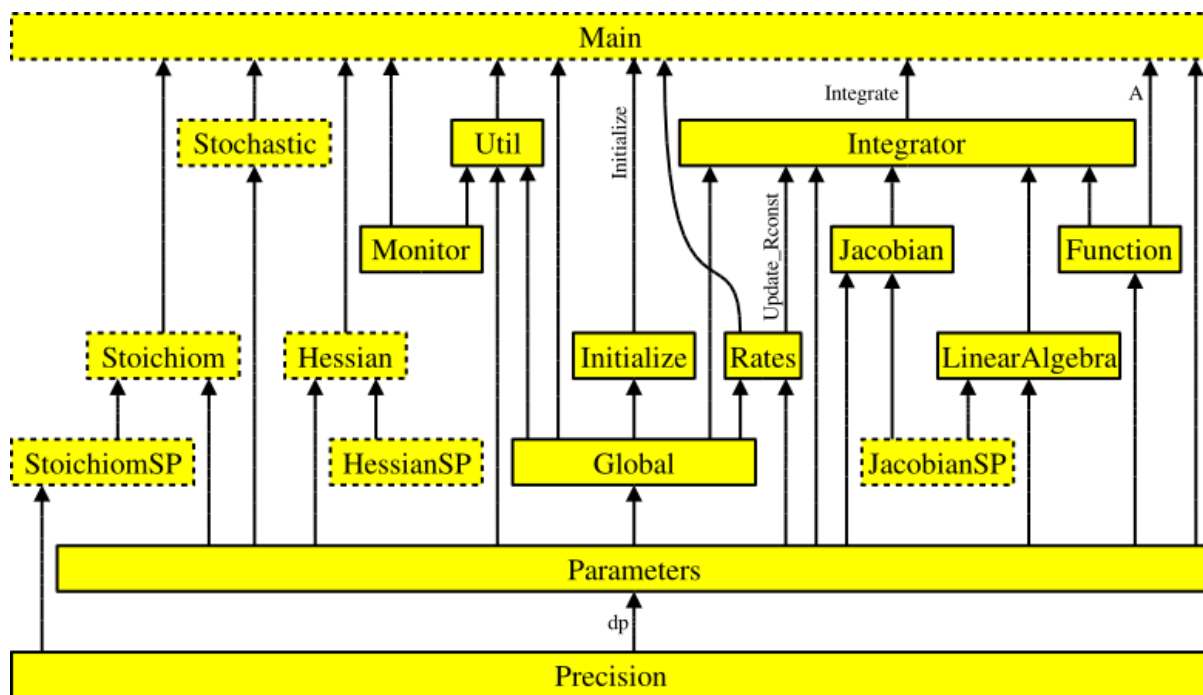 Main
Integrate
A
Stochastic
Util
Initialize
Integrator
Monitor
Update_Rconst
Jacobian
Function
Stoichiom
Hessian
Initialize
Rates
LinearAlgebra
StoichiomSP
HessianSP
Global
JacobianSP
Parameters
dp
Precision